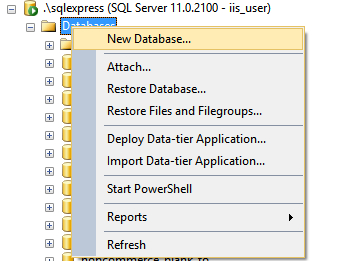 .\sqlexpress (SQL Server 11.0.2100 - iis_user)
Databases
New Database...
Attach...
Restore Database...
Restore Files and Filegroups...
Deploy Data-tier Application...
Import Data-tier Application...
Start PowerShell
Reports
Refresh